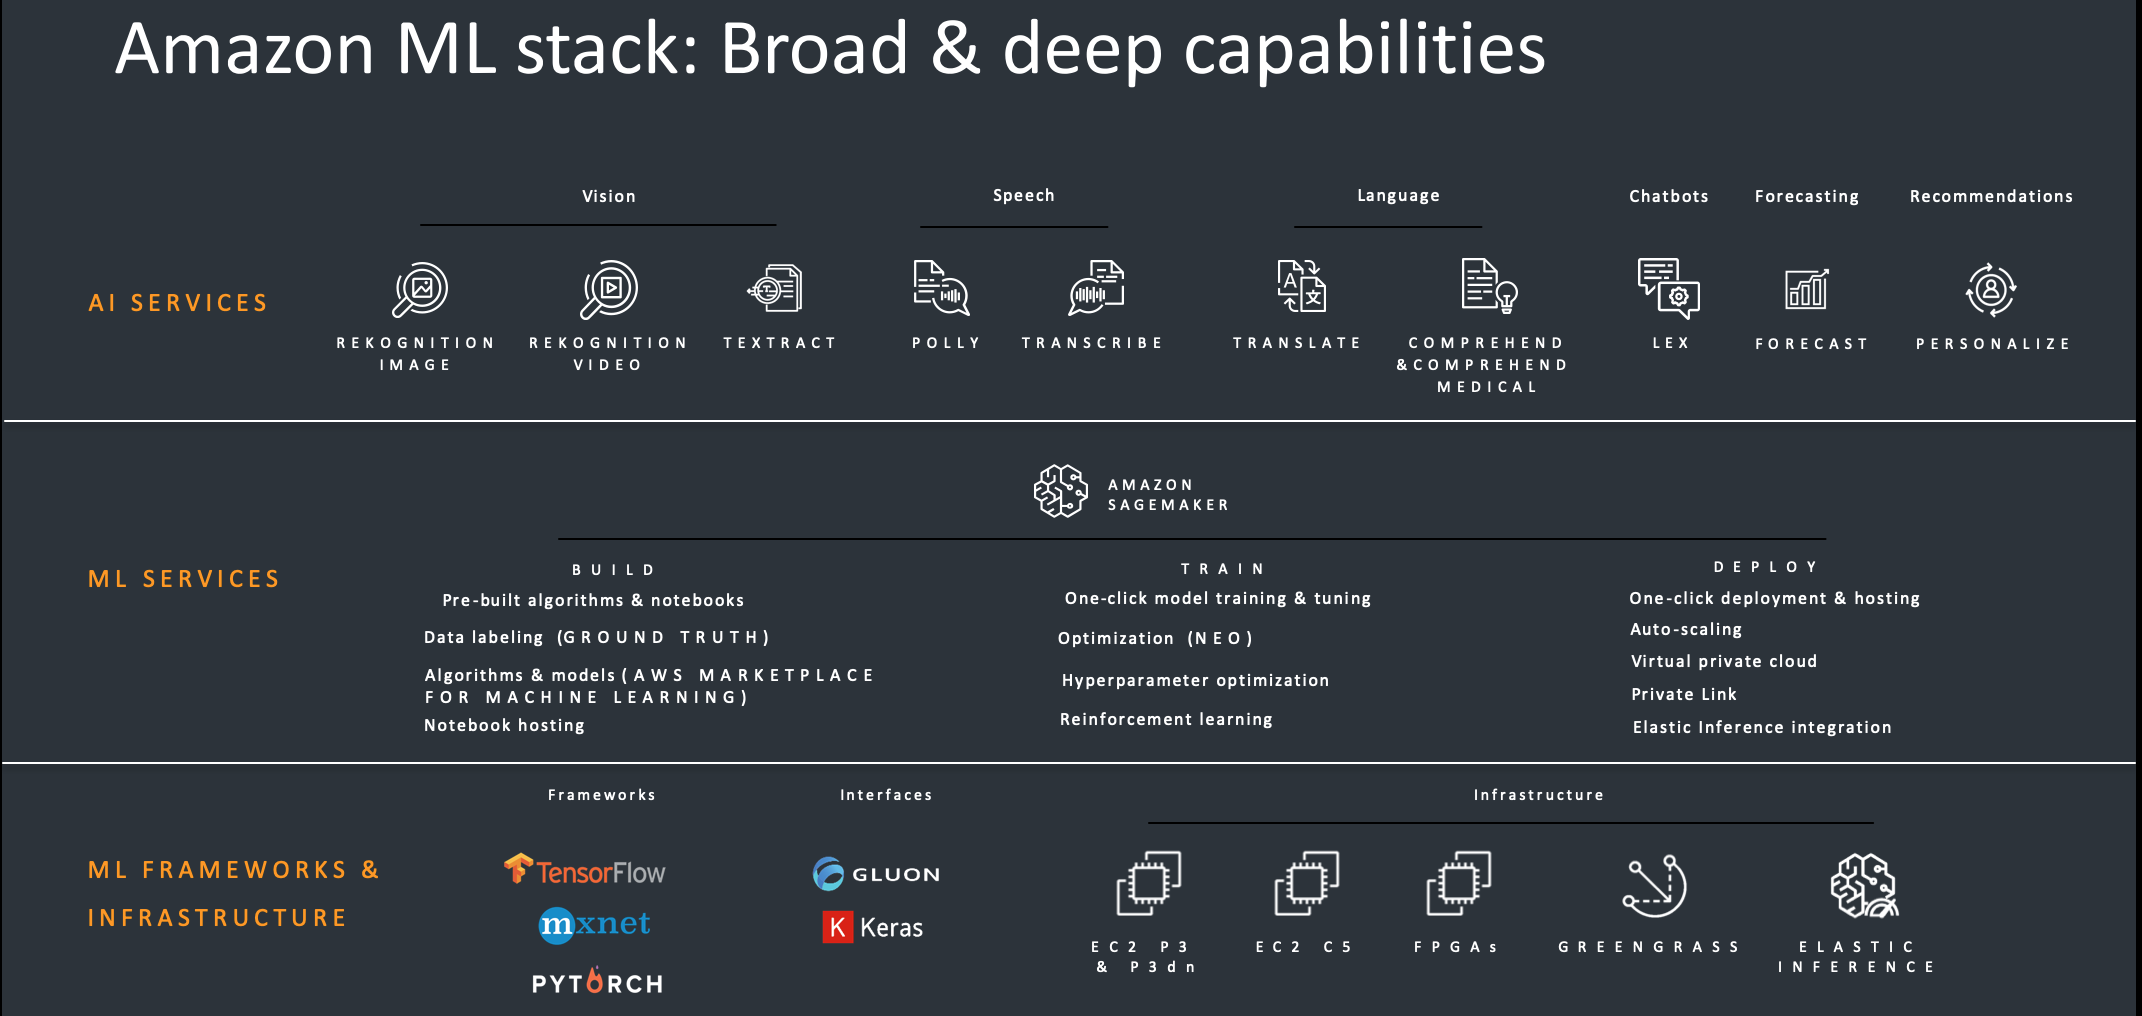 Amazon ML stack: Broad & deep capabilities
Vision
Speech
Language
Chatbots
Forecasting
Recommendations
AI SERVICES
A
文
T
REKOGNITION
IMAGE
REKOGNITION
VIDEO
TEXTRACT
POLLY
TRANSCRIBE
TRANSLATE
COMPREHEND
&COMPREHEND
MEDICAL
LEX
FORECAST
PERSONALIZE
AMAZON
SAGEMAKER
ML SERVICES
BUILD
Pre-built algorithms & notebooks
Data labeling (GROUND TRUTH)
Algorithms & models (AWS MARKETPLACE
FOR MACHINE LEARNING)
Notebook hosting
TRAIN
One-click model training & tuning
Optimization (NEO)
Hyperparameter optimization
Reinforcement learning
DEPLOY
One-click deployment & hosting
Auto-scaling
Virtual private cloud
Private Link
Elastic Inference integration
ML FRAMEWORKS &
INFRASTRUCTURE
Frameworks
TensorFlow
mxnet
PYTORCH
Interfaces
GLUON
K Keras
Infrastructure
EC2 P3
& P3dn
EC2 C5
FPGAs
GREENGRASS
ELASTIC
INFERENCE